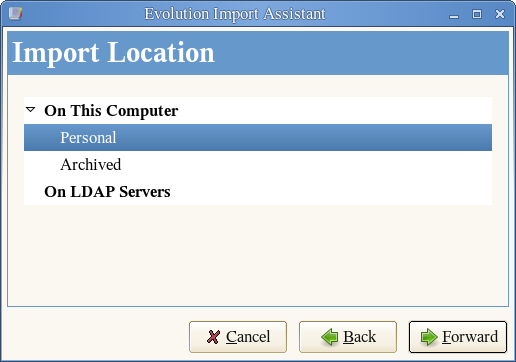 Evolution Import Assistant
Import Location
On This Computer
Personal
Archived
On LDAP Servers
Cancel Back Forward